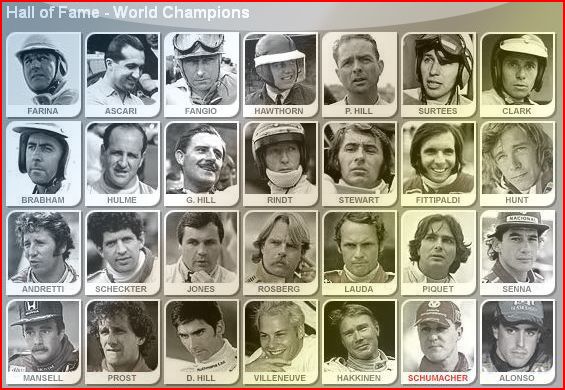 Hall of Fame - World Champions
FARINA ASCARI FANGIO HAWTHORN P. HILL SURTEES CLARK
BRABHAM HULME G. HILL RINDT STEWART FITTIPALDI HUNT
NACIONAL
ANDRETTI SCHECKTER JONES ROSBERG LAUDA PIQUET SENNA
MANSELL PROST D. HILL VILLENEUVE HAKKINEN SCHUMACHER ALONSO